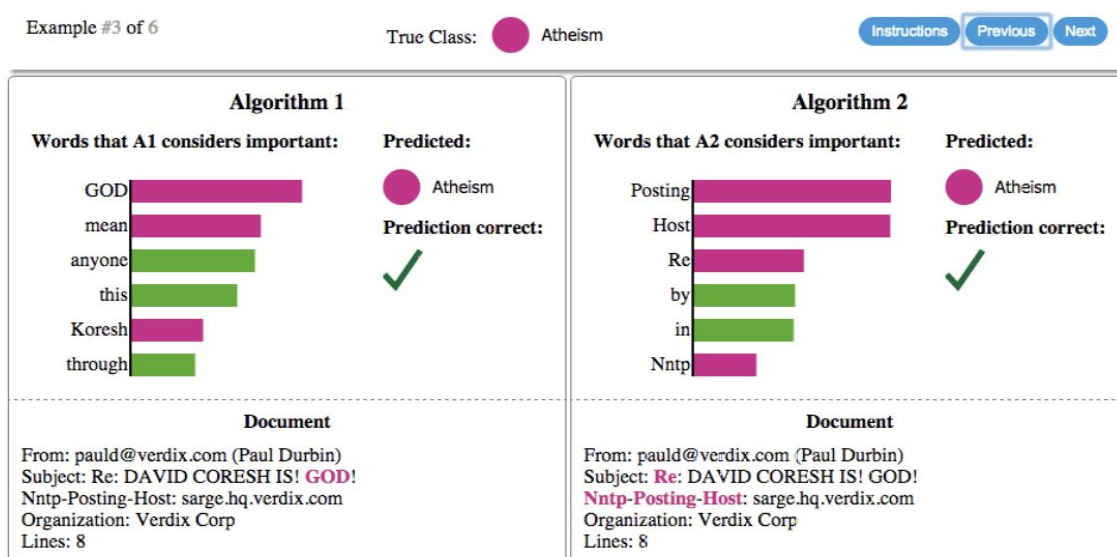 Example #3 of 6
True Class: Atheism
Instructions Previous Next
Algorithm 1
Words that A1 considers important:
Predicted:
GOD
mean
anyone
this
Koresh
through
Atheism
Prediction correct:
Document
From: pauld@verdix.com (Paul Durbin)
Subject: Re: DAVID CORESH IS! GOD!
Nntp-Posting-Host: sarge.hq.verdix.com
Organization: Verdix Corp
Lines: 8
Algorithm 2
Words that A2 considers important:
Predicted:
Posting
Host
Re
by
in
Nntp
Atheism
Prediction correct:
Document
From: pauld@verdix.com (Paul Durbin)
Subject: Re: DAVID CORESH IS! GOD!
Nntp-Posting-Host: sarge.hq.verdix.com
Organization: Verdix Corp
Lines: 8